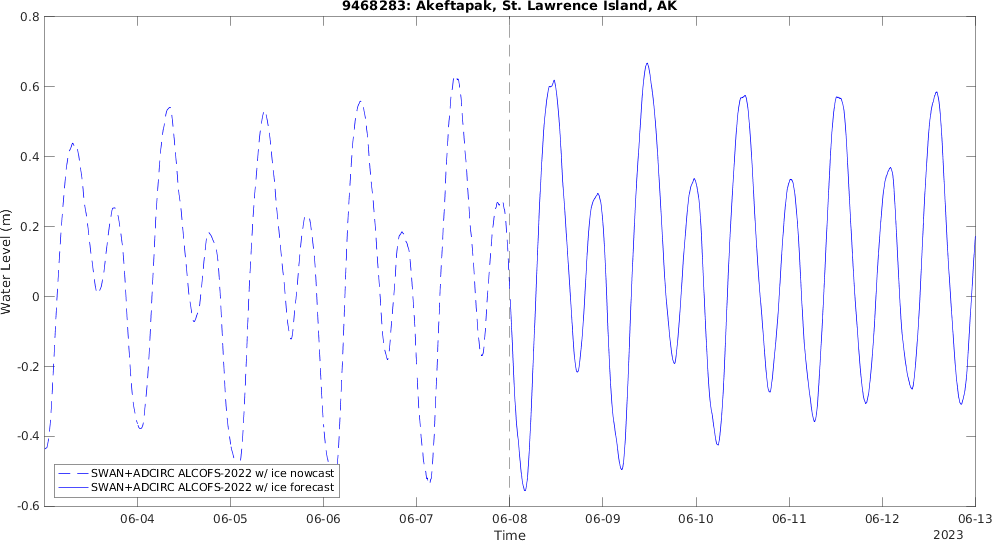 9468283: Akeftapak, St. Lawrence Island, AK
0.8
0.6
0.4
0.2
0
-0.2
-0.4
-0.6
Water Level (m)
SWAN+ADCIRC ALCOFS-2022 w/ ice nowcast
SWAN+ADCIRC ALCOFS-2022 w/ ice forecast
06-04 06-05 06-06 06-07 06-08 06-09 06-10 06-11 06-12 06-13
Time
2023